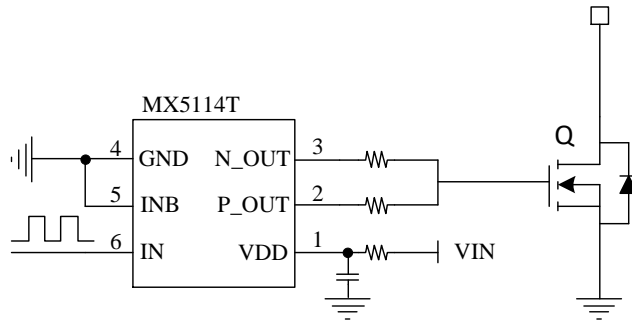 MX5114T
Q
4 GND N_OUT 3
5 INB P_OUT 2
6 IN VDD 1 VIN